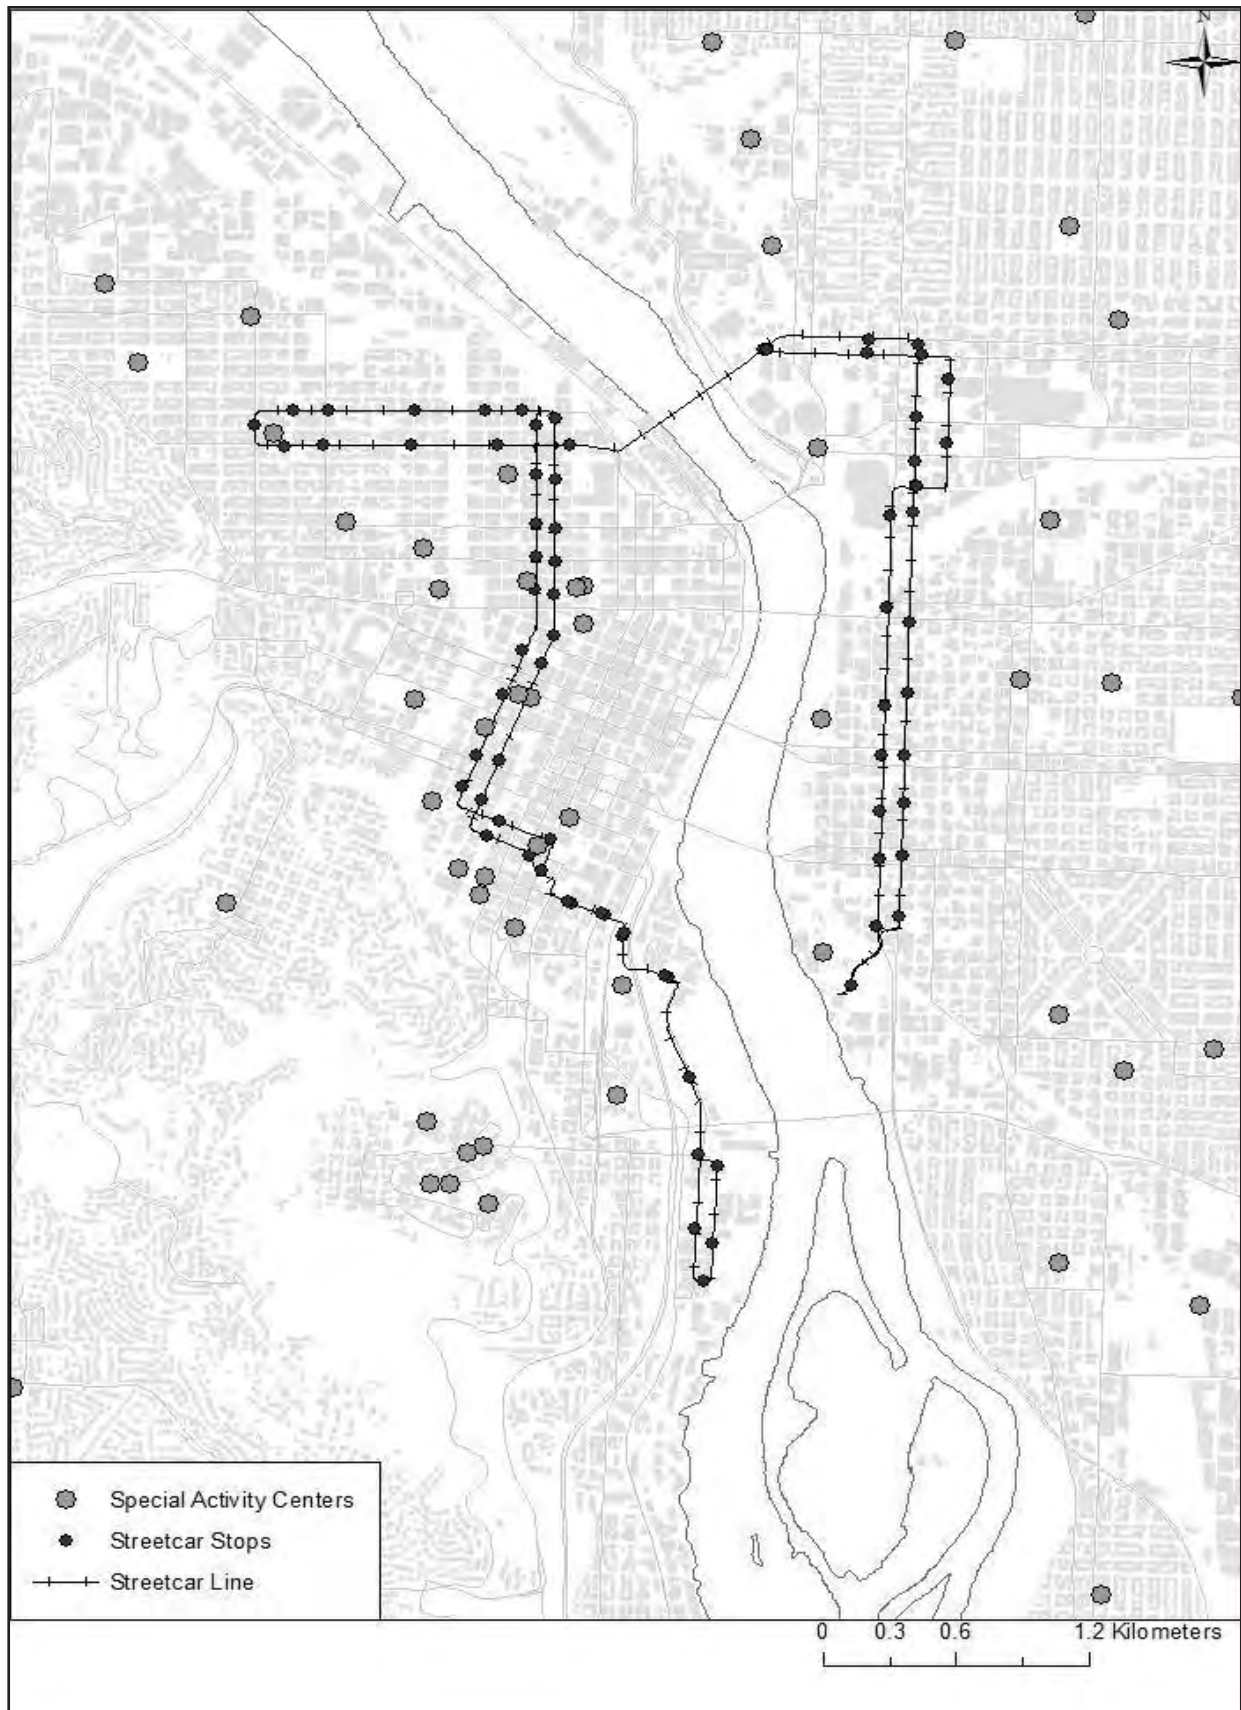 N
Special Activity Centers
Streetcar Stops
Streetcar Line
0 0.3 0.6 1.2 Kilometers